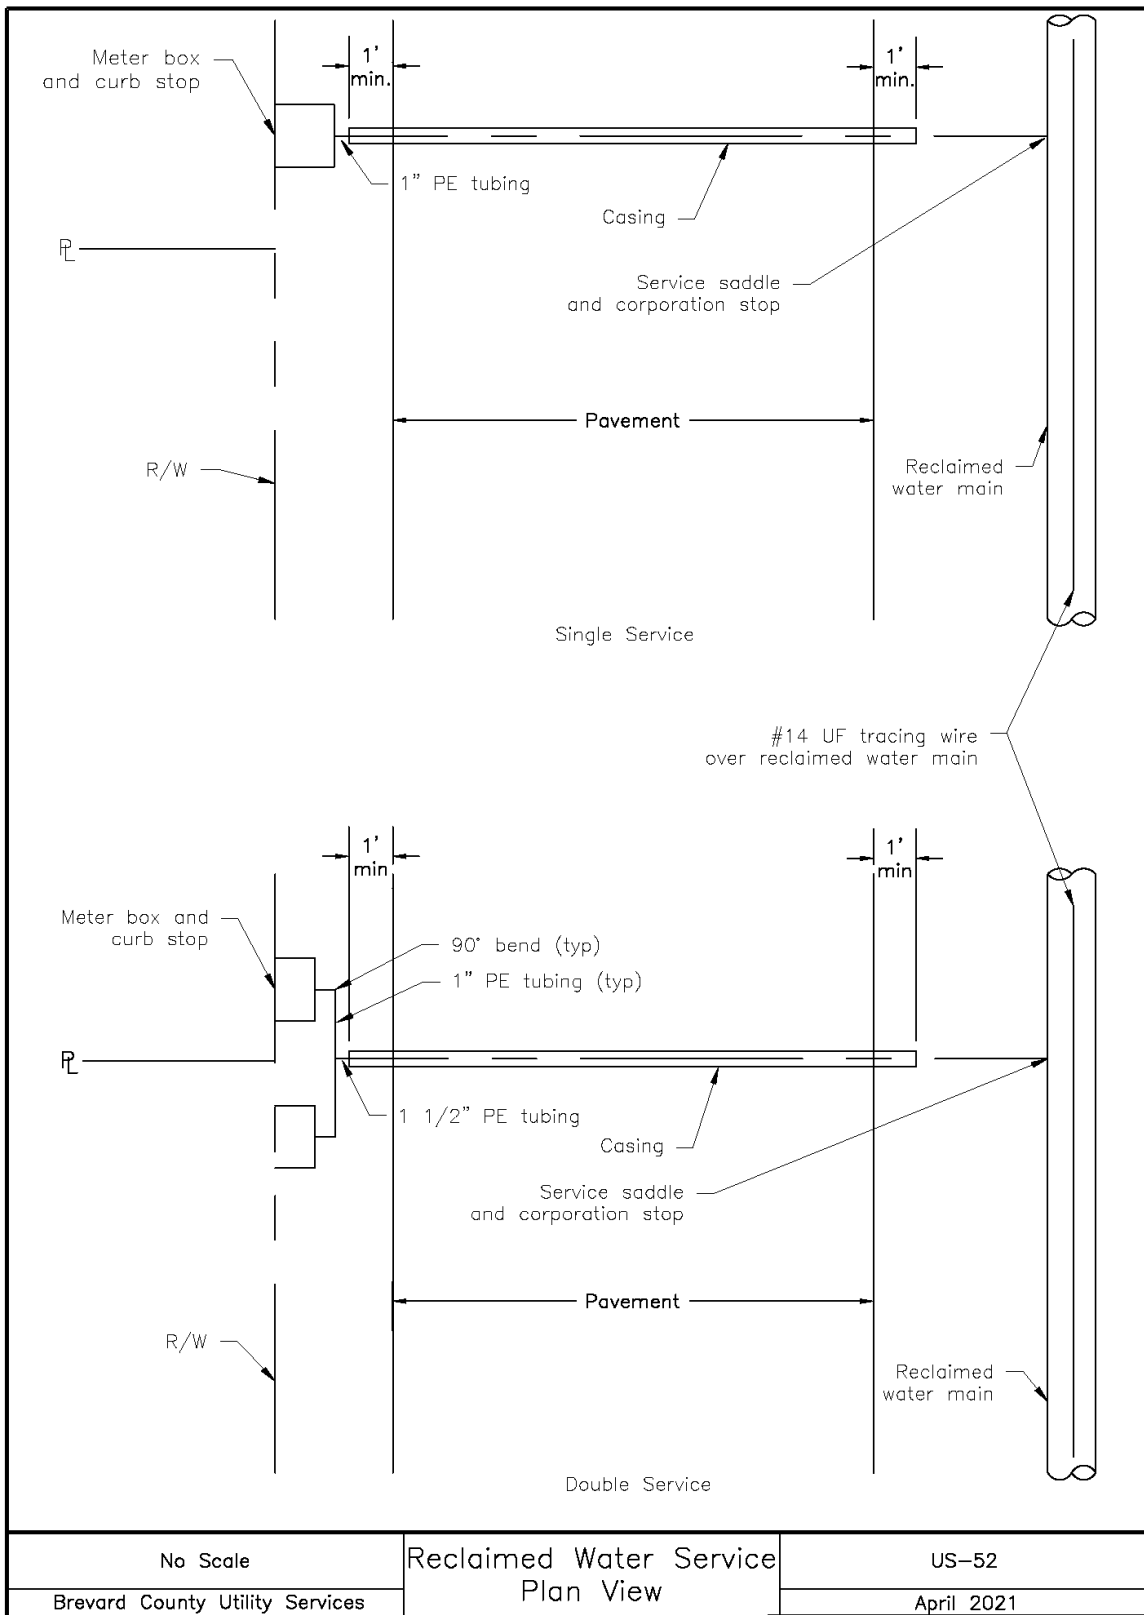 Meter box
and curb stop
1'
min.
1'
min.
1" PE tubing
Casing
PL
Service saddle
and corporation stop
Pavement
R/W
Reclaimed
water main
Single Service
#14 UF tracing wire
over reclaimed water main
1'
min
1'
min
Meter box and
curb stop
90° bend (typ)
1" PE tubing (typ)
PL
1 1/2" PE tubing
Casing
Service saddle
and corporation stop
Pavement
R/W
Reclaimed
water main
Double Service
No Scale
Brevard County Utility Services
Reclaimed Water Service
Plan View
US-52
April 2021